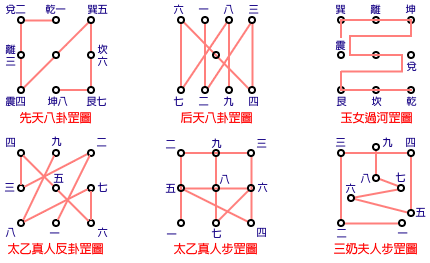 兌二 乾一 巽五
離三 坎六
震四 坤八 艮七
先天八卦罡圖
六 一 八 三
七 二 九 四
后天八卦罡圖
巽 離 坤
震 兌
艮 坎 乾
玉女過河罡圖
四 九 二
三 五 七
八 一 六
太乙真人反卦罡圖
二 九 三
五 八 六
一 七 四
太乙真人步罡圖
三 九 四
八 七
六 五
二 一
三奶夫人步罡圖